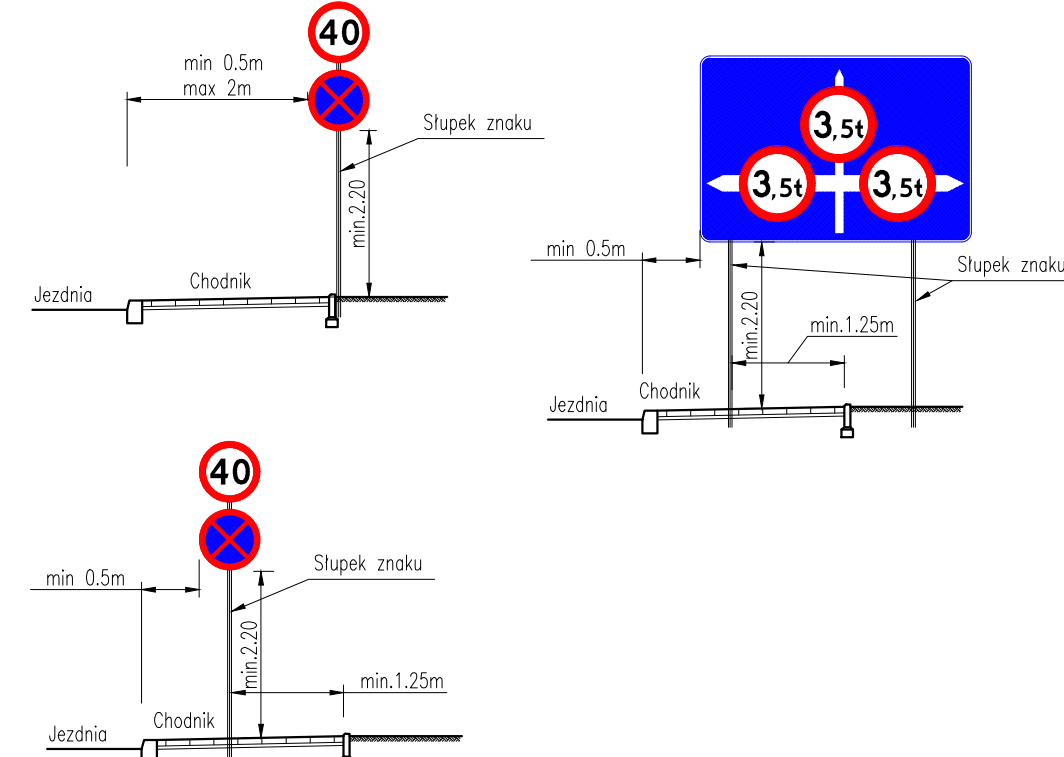 40
min 0.5m
max 2m
Słupek znaku
min.2.20
Chodnik
Jezdnia
3,5t
3,5t
3,5t
min 0.5m
Słupek znaku
min.2.20
min.1.25m
Chodnik
Jezdnia
40
Słupek znaku
min 0.5m
min.2.20
min.1.25m
Chodnik
Jezdnia